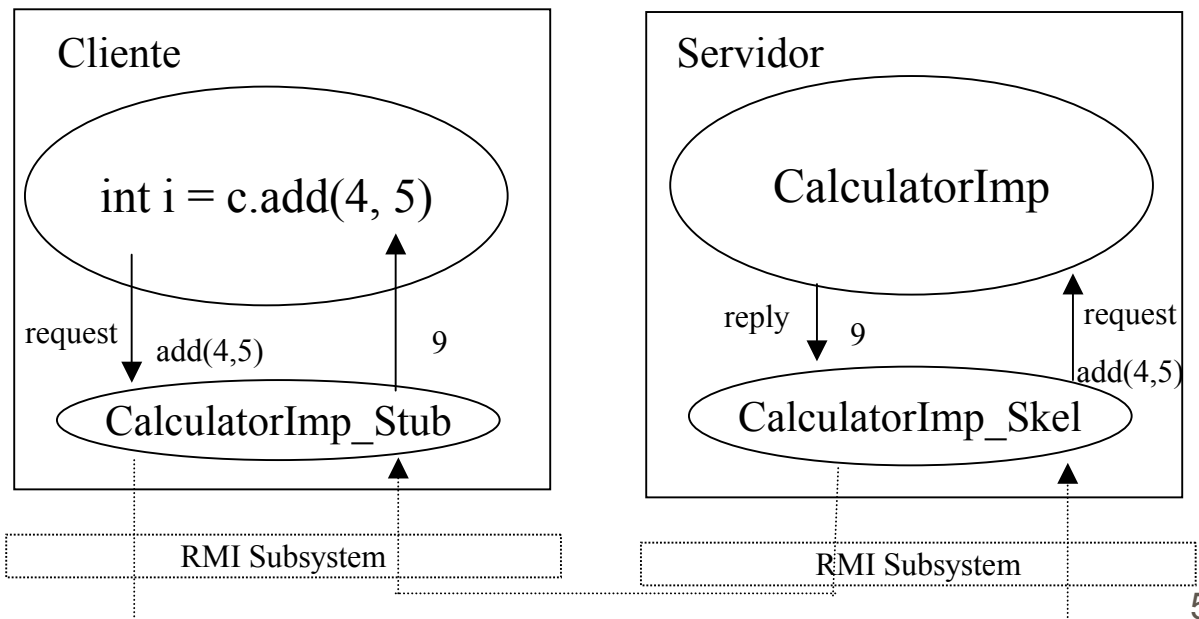 Cliente
int i = c.add(4, 5)
request
add(4,5)
9
CalculatorImp_Stub
RMI Subsystem
Servidor
CalculatorImp
reply
9
request
add(4,5)
CalculatorImp_Skel
RMI Subsystem
5